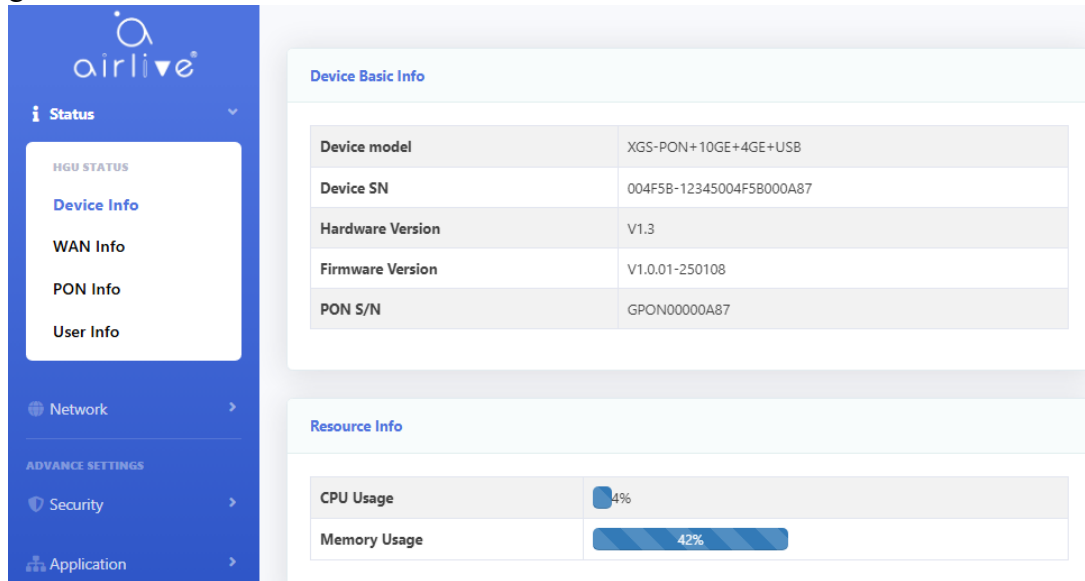 airlive®
Status
HGU STATUS
Device Info
WAN Info
PON Info
User Info
Network
ADVANCE SETTINGS
Security
Application
Device Basic Info
Device model XGS-PON+10GE+4GE+USB
Device SN 004F5B-12345004F5B000A87
Hardware Version V1.3
Firmware Version V1.0.01-250108
PON S/N GPON00000A87
Resource Info
CPU Usage 4%
Memory Usage 42%